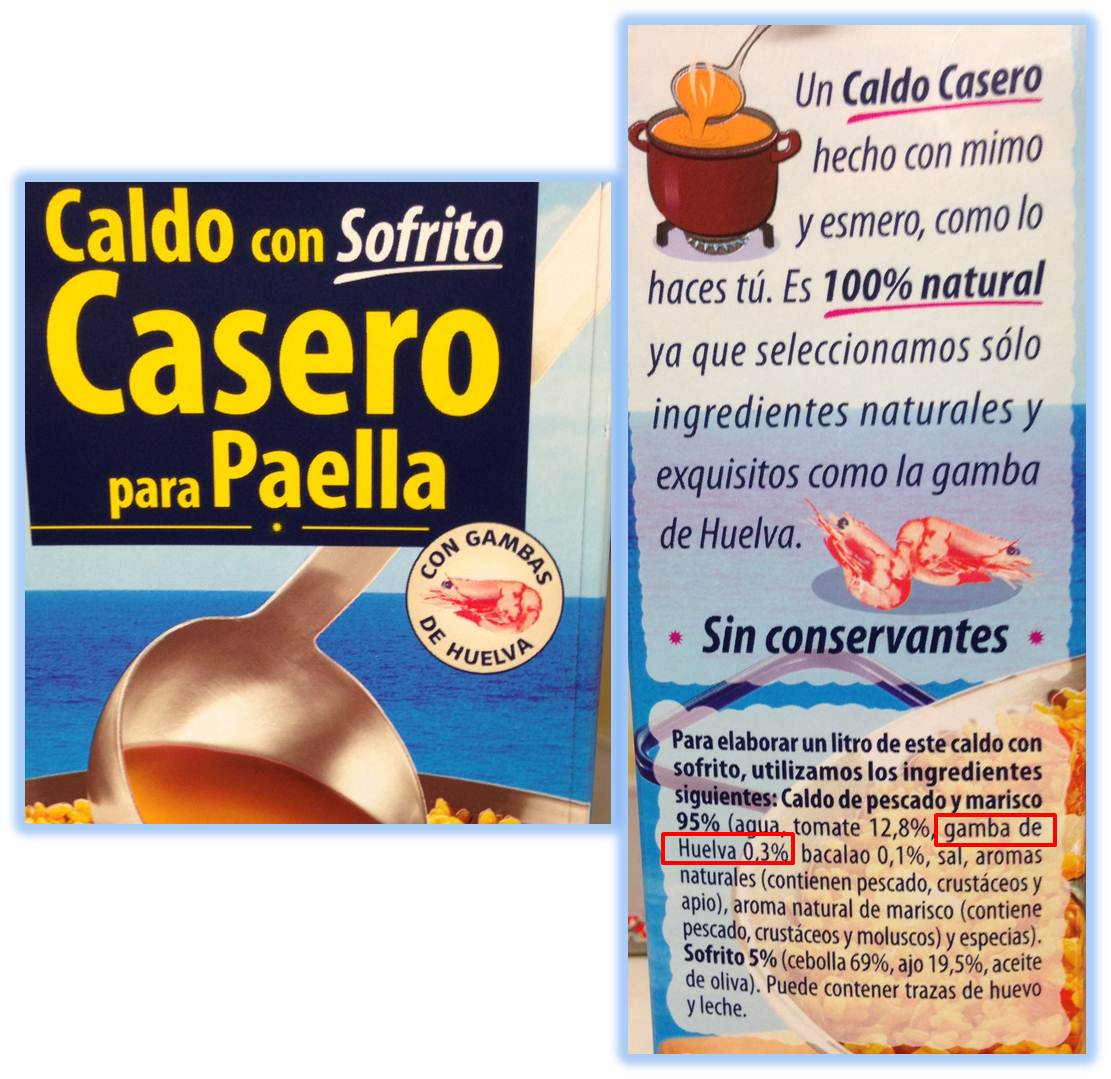 Caldo con Sofrito
Casero
para Paella
CON GAMBAS
DE HUELVA
Un Caldo Casero
hecho con mimo
y esmero, como lo
haces tú. Es 100% natural
ya que seleccionamos sólo
ingredientes naturales y
exquisitos como la gamba
de Huelva.
Sin conservantes
Para elaborar un litro de este caldo con
sofrito, utilizamos los ingredientes
siguientes: Caldo de pescado y marisco
95% (agua, tomate 12,8%, gamba de
Huelva 0,3%, bacalao 0,1%, sal, aromas
naturales (contienen pescado, crustáceos y
apio), aroma natural de marisco (contiene
pescado, crustáceos y moluscos) y especias).
Sofrito 5% (cebolla 69%, ajo 19,5%, aceite
de oliva). Puede contener trazas de huevo
y leche.